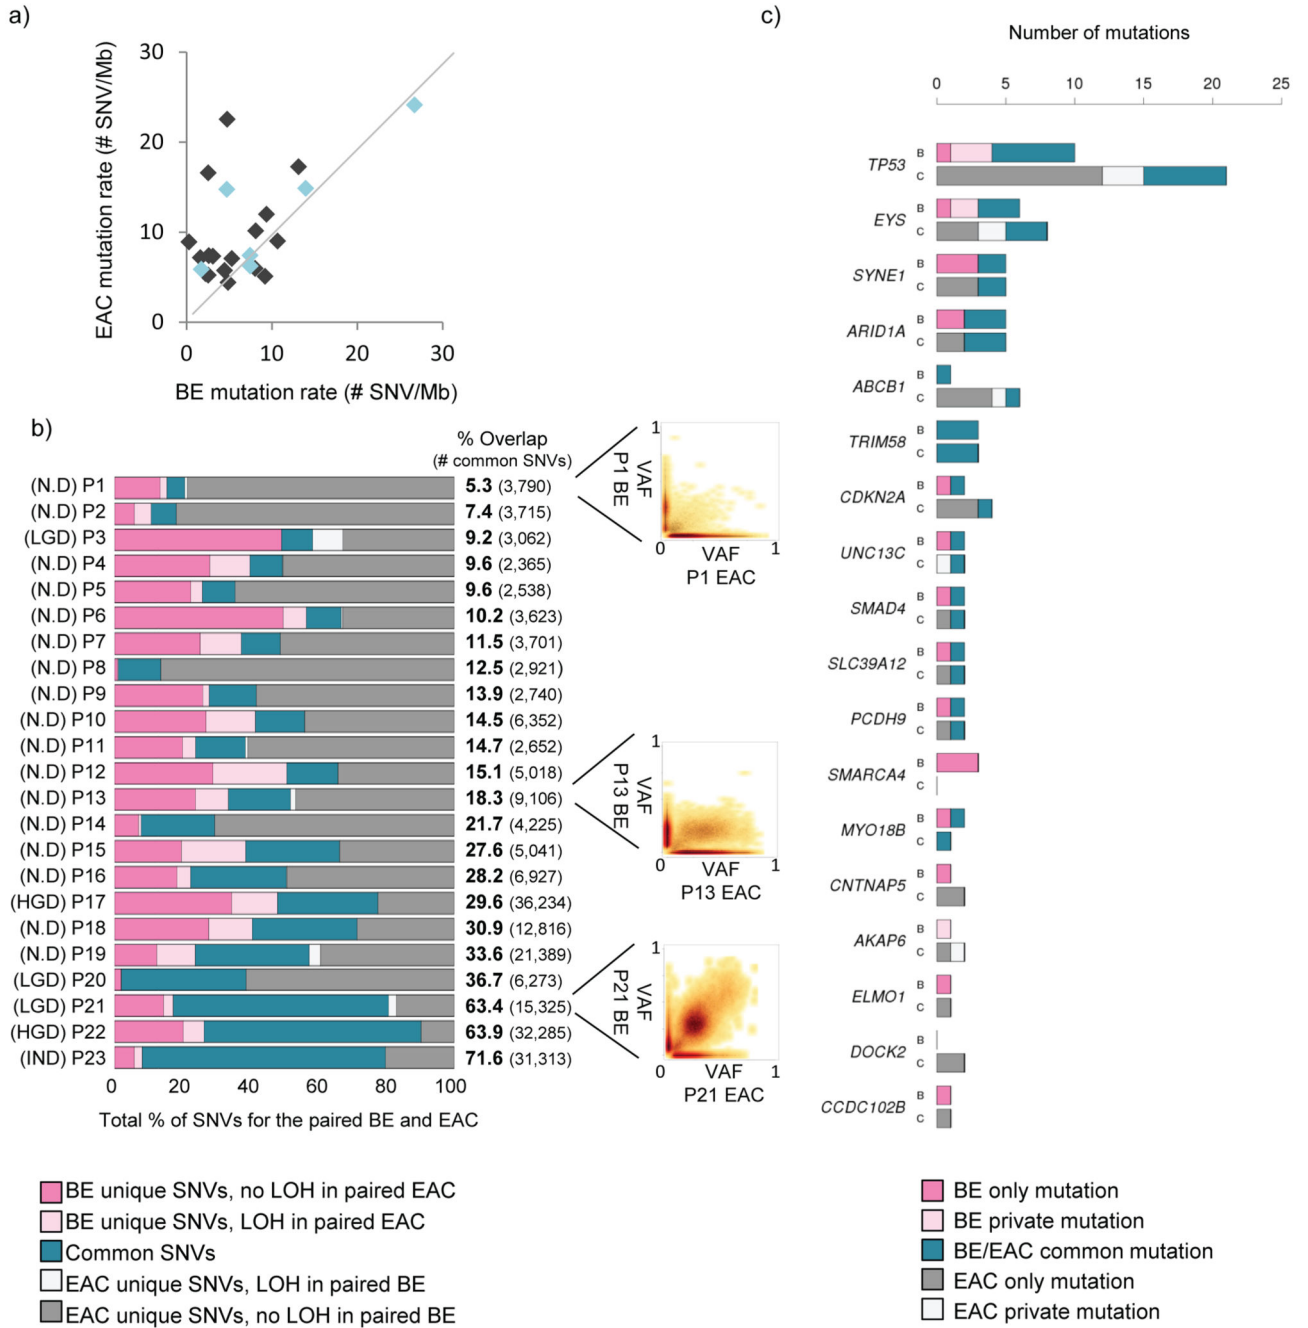 a)
EAC mutation rate (# SNV/Mb)
30
20
10
0
0 10 20 30
BE mutation rate (# SNV/Mb)
b)
% Overlap
(# common SNVs)
(N.D) P1 5.3 (3,790)
(N.D) P2 7.4 (3,715)
(LGD) P3 9.2 (3,062)
(N.D) P4 9.6 (2,365)
(N.D) P5 9.6 (2,538)
(N.D) P6 10.2 (3,623)
(N.D) P7 11.5 (3,701)
(N.D) P8 12.5 (2,921)
(N.D) P9 13.9 (2,740)
(N.D) P10 14.5 (6,352)
(N.D) P11 14.7 (2,652)
(N.D) P12 15.1 (5,018)
(N.D) P13 18.3 (9,106)
(N.D) P14 21.7 (4,225)
(N.D) P15 27.6 (5,041)
(N.D) P16 28.2 (6,927)
(HGD) P17 29.6 (36,234)
(N.D) P18 30.9 (12,816)
(N.D) P19 33.6 (21,389)
(LGD) P20 36.7 (6,273)
(LGD) P21 63.4 (15,325)
(HGD) P22 63.9 (32,285)
(IND) P23 71.6 (31,313)
0 20 40 60 80 100
Total % of SNVs for the paired BE and EAC
1
VAF
P1 BE
0 1
VAF
P1 EAC
1
VAF
P13 BE
0 1
VAF
P13 EAC
1
VAF
P21 BE
0 1
VAF
P21 EAC
BE unique SNVs, no LOH in paired EAC
BE unique SNVs, LOH in paired EAC
Common SNVs
EAC unique SNVs, LOH in paired BE
EAC unique SNVs, no LOH in paired BE
c)
Number of mutations
0 5 10 15 20 25
TP53
B
C
EYS
B
C
SYNE1
B
C
ARID1A
B
C
ABCB1
B
C
TRIM58
B
C
CDKN2A
B
C
UNC13C
B
C
SMAD4
B
C
SLC39A12
B
C
PCDH9
B
C
SMARCA4
B
C
MYO18B
B
C
CNTNAP5
B
C
AKAP6
B
C
ELMO1
B
C
DOCK2
B
C
CCDC102B
B
C
BE only mutation
BE private mutation
BE/EAC common mutation
EAC only mutation
EAC private mutation